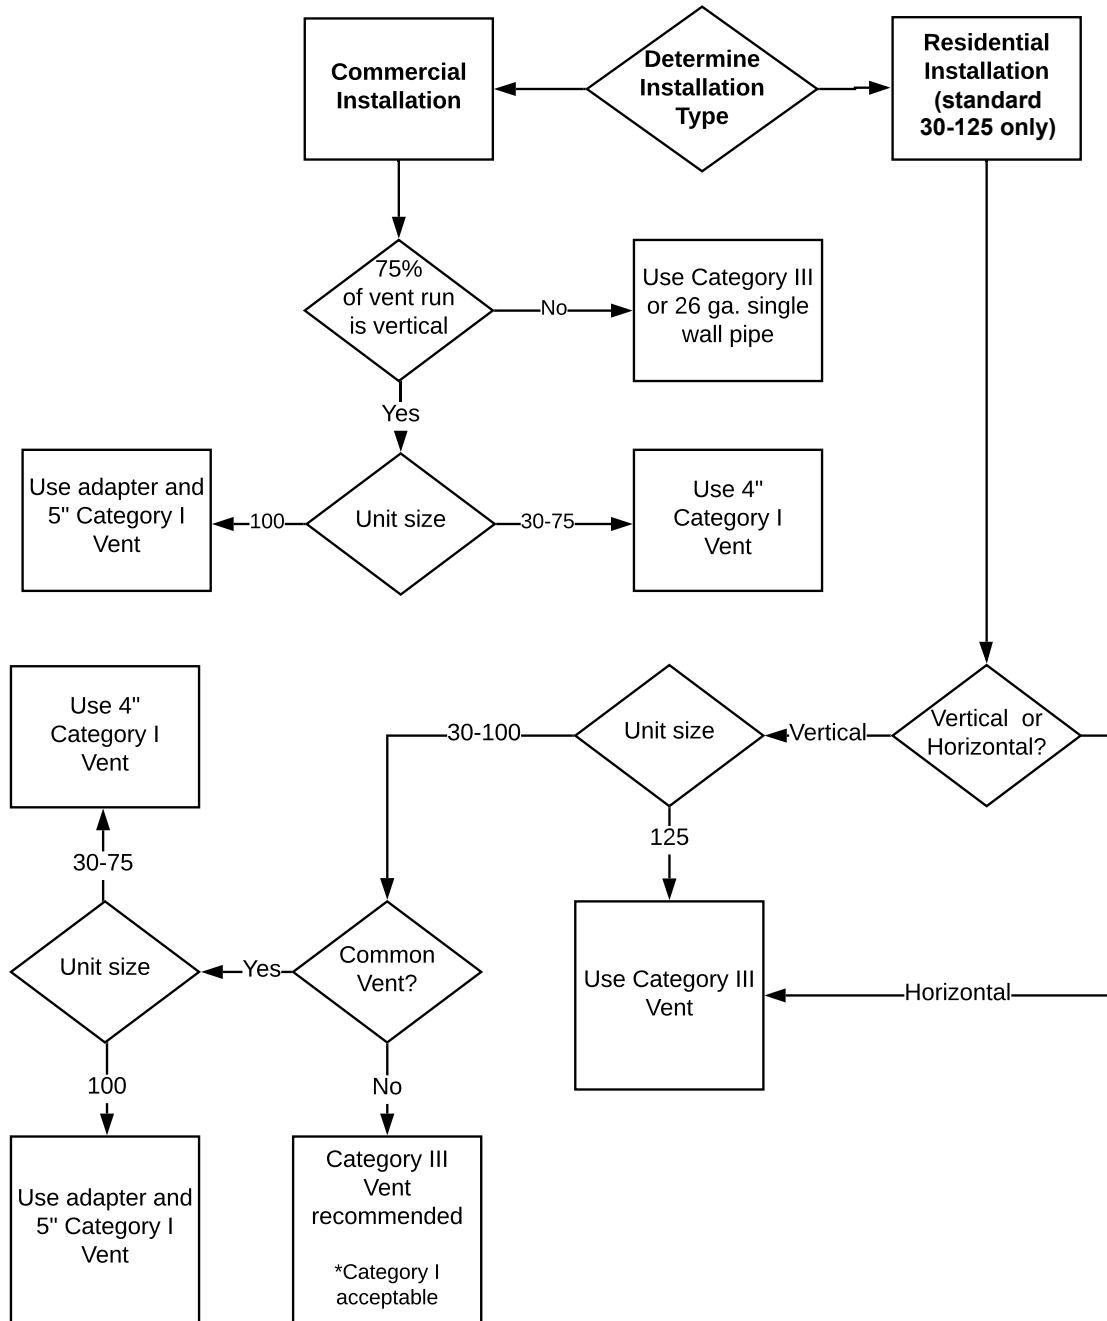 Commercial
Installation
Determine
Installation
Type
Residential
Installation
(standard
30-125 only)
75%
of vent run
is vertical
No
Use Category III
or 26 ga. single
wall pipe
Yes
Use adapter and
5" Category I
Vent
100
Unit size
30-75
Use 4"
Category I
Vent
Use 4"
Category I
Vent
30-100
Unit size
Vertical
Vertical or
Horizontal?
30-75
125
Unit size
Yes
Common
Vent?
Use Category III
Vent
Horizontal
100
No
Use adapter and
5" Category I
Vent
Category III
Vent
recommended
*Category I
acceptable